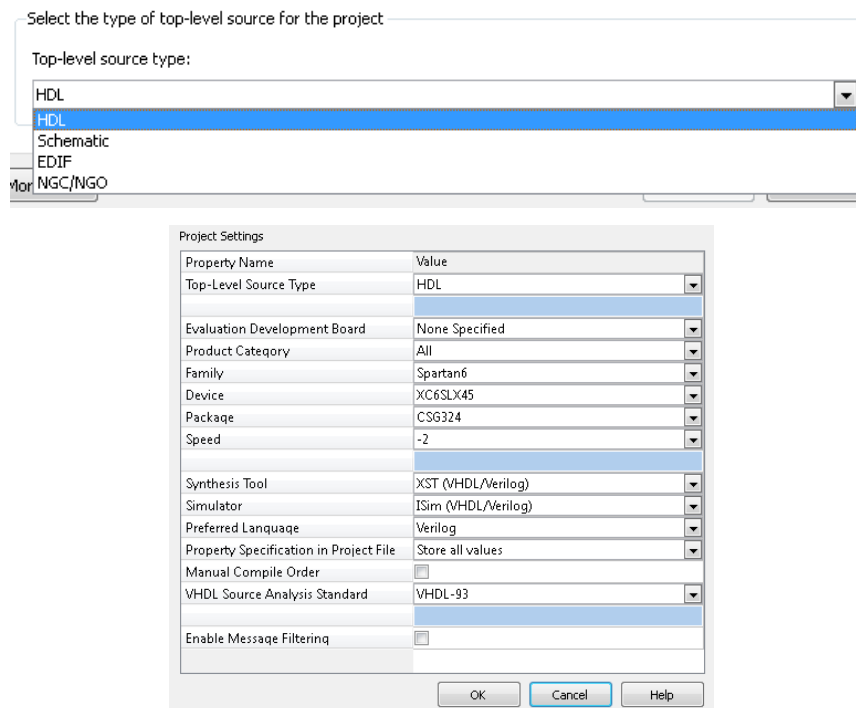 Select the type of top-level source for the project
Top-level source type:
HDL
HDL
Schematic
EDIF
NGC/NGO
Mor
Project Settings
Property Name Value
Top-Level Source Type HDL
Evaluation Development Board None Specified
Product Category All
Family Spartan6
Device XC6SLX45
Package CSG324
Speed -2
Synthesis Tool XST (VHDL/Verilog)
Simulator ISim (VHDL/Verilog)
Preferred Language Verilog
Property Specification in Project File Store all values
Manual Compile Order
VHDL Source Analysis Standard VHDL-93
Enable Message Filtering
OK Cancel Help